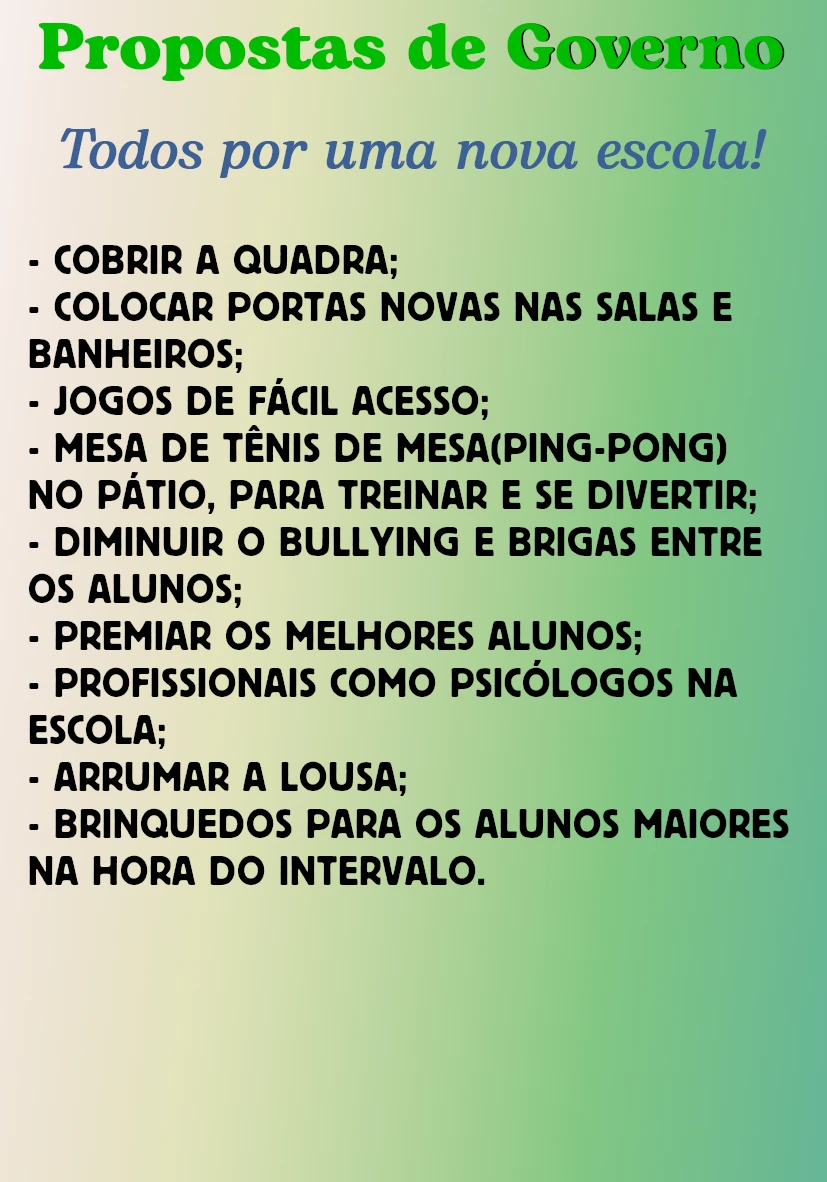 Propostas de Governo
Todos por uma nova escola!
- COBRIR A QUADRA;
- COLOCAR PORTAS NOVAS NAS SALAS E
BANHEIROS;
- JOGOS DE FÁCIL ACESSO;
- MESA DE TÊNIS DE MESA(PING-PONG)
NO PÁTIO, PARA TREINAR E SE DIVERTIR;
- DIMINUIR O BULLYING E BRIGAS ENTRE
OS ALUNOS;
- PREMIAR OS MELHORES ALUNOS;
- PROFISSIONAIS COMO PSICÓLOGOS NA
ESCOLA;
- ARRUMAR A LOUSA;
- BRINQUEDOS PARA OS ALUNOS MAIORES
NA HORA DO INTERVALO.